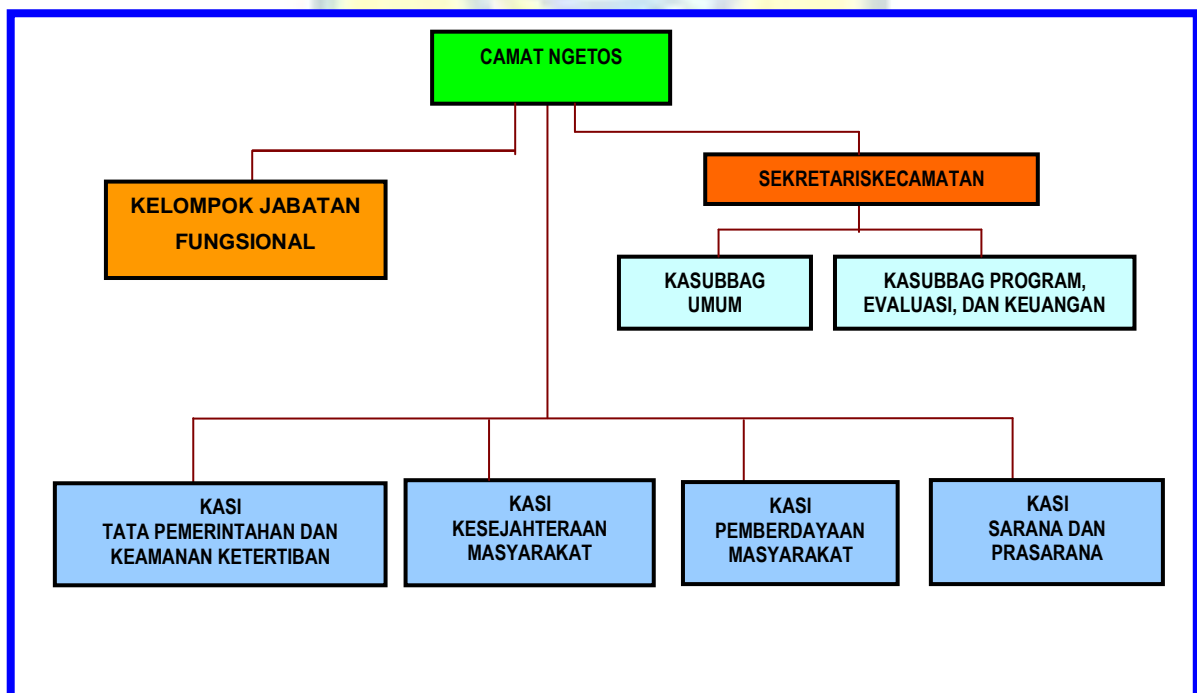 CAMAT NGETOS
SEKRETARISKECAMATAN
KELOMPOK JABATAN
FUNGSIONAL
KASUBBAG
UMUM
KASUBBAG PROGRAM,
EVALUASI, DAN KEUANGAN
KASI
TATA PEMERINTAHAN DAN
KEAMANAN KETERTIBAN
KASI
KESEJAHTERAAN
MASYARAKAT
KASI
PEMBERDAYAAN
MASYARAKAT
KASI
SARANA DAN
PRASARANA